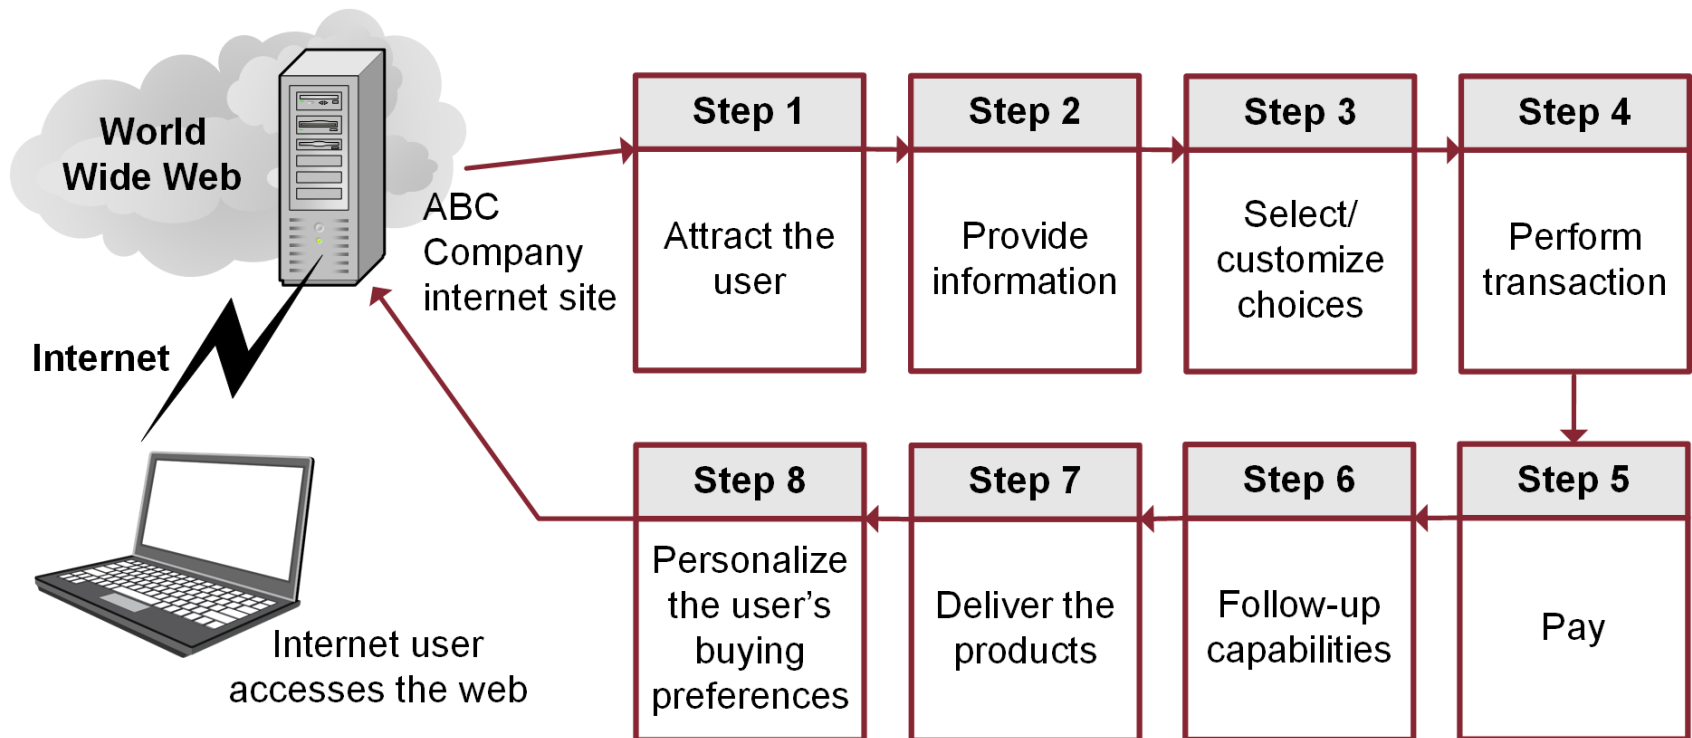 World
Wide Web
ABC
Company
internet site
Internet
Internet user
accesses the web
Step 1
Attract the
user
Step 2
Provide
information
Step 3
Select/
customize
choices
Step 4
Perform
transaction
Step 5
Pay
Step 6
Follow-up
capabilities
Step 7
Deliver the
products
Step 8
Personalize
the user’s
buying
preferences